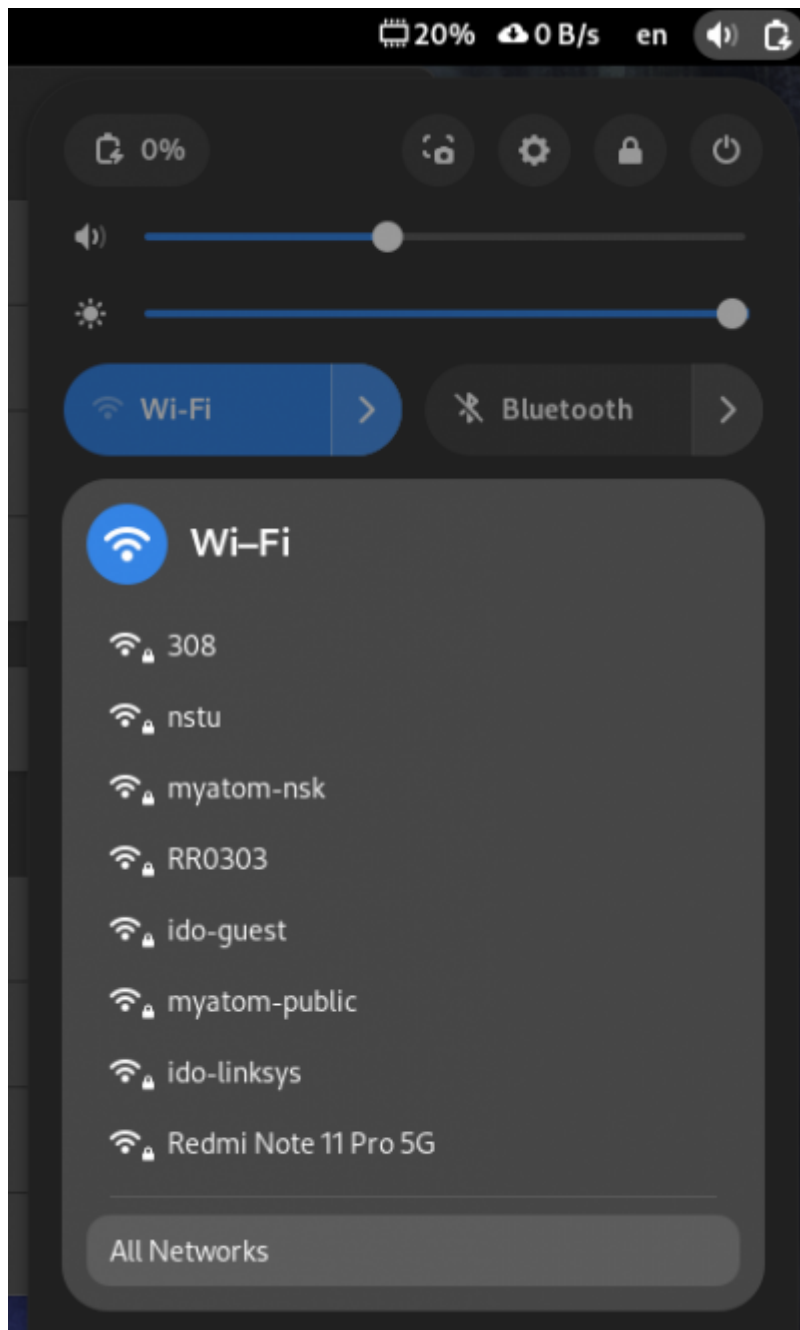 20% 0 B/s en
0%
Wi-Fi Bluetooth
Wi–Fi
308
nstu
myatom-nsk
RR0303
ido-guest
myatom-public
ido-linksys
Redmi Note 11 Pro 5G
All Networks